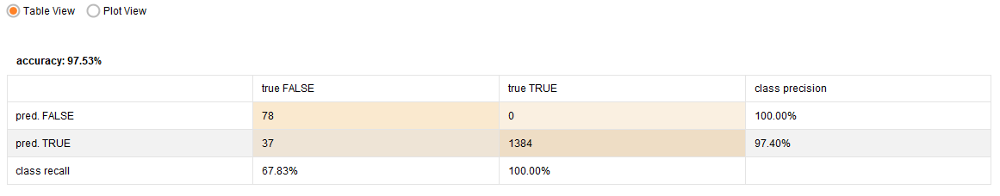 Table View Plot View
accuracy: 97.53%
true FALSE true TRUE class precision
pred. FALSE 78 0 100.00%
pred. TRUE 37 1384 97.40%
class recall 67.83% 100.00%